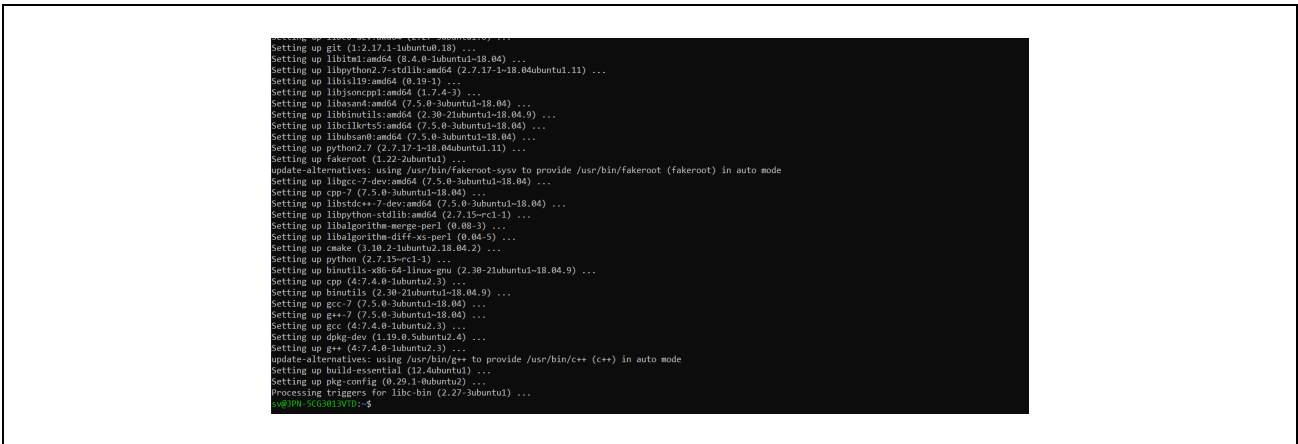 Setting up git (1:2.17.1-1ubuntu0.18) ...
Setting up libitm1:amd64 (8.4.0-1ubuntu1~18.04) ...
Setting up libpython2.7-stdlib:amd64 (2.7.17-1~18.04ubuntu1.11) ...
Setting up libisl19:amd64 (0.19-1) ...
Setting up libjsoncpp1:amd64 (1.7.4-3) ...
Setting up libasan4:amd64 (7.5.0-3ubuntu1~18.04) ...
Setting up libbinutils:amd64 (2.30-21ubuntu1~18.04.9) ...
Setting up libcilkrts5:amd64 (7.5.0-3ubuntu1~18.04) ...
Setting up libubsan0:amd64 (7.5.0-3ubuntu1~18.04) ...
Setting up python2.7 (2.7.17-1~18.04ubuntu1.11) ...
Setting up fakeroot (1.22-2ubuntu1) ...
update-alternatives: using /usr/bin/fakeroot-sysv to provide /usr/bin/fakeroot (fakeroot) in auto mode
Setting up libgcc-7-dev:amd64 (7.5.0-3ubuntu1~18.04) ...
Setting up cpp-7 (7.5.0-3ubuntu1~18.04) ...
Setting up libstdc++-7-dev:amd64 (7.5.0-3ubuntu1~18.04) ...
Setting up libpython-stdlib:amd64 (2.7.15~rc1-1) ...
Setting up libalgorithm-merge-perl (0.08-3) ...
Setting up libalgorithm-diff-xs-perl (0.04-5) ...
Setting up cmake (3.10.2-1ubuntu2.18.04.2) ...
Setting up python (2.7.15~rc1-1) ...
Setting up binutils-x86-64-linux-gnu (2.30-21ubuntu1~18.04.9) ...
Setting up cpp (4:7.4.0-1ubuntu2.3) ...
Setting up binutils (2.30-21ubuntu1~18.04.9) ...
Setting up gcc-7 (7.5.0-3ubuntu1~18.04) ...
Setting up g++-7 (7.5.0-3ubuntu1~18.04) ...
Setting up gcc (4:7.4.0-1ubuntu2.3) ...
Setting up dpkg-dev (1.19.0.5ubuntu2.4) ...
Setting up g++ (4:7.4.0-1ubuntu2.3) ...
update-alternatives: using /usr/bin/g++ to provide /usr/bin/c++ (c++) in auto mode
Setting up build-essential (12.4ubuntu1) ...
Setting up pkg-config (0.29.1-0ubuntu2) ...
Processing triggers for libc-bin (2.27-3ubuntu1) ...
sv@JPN-5CG3013VTD:~$